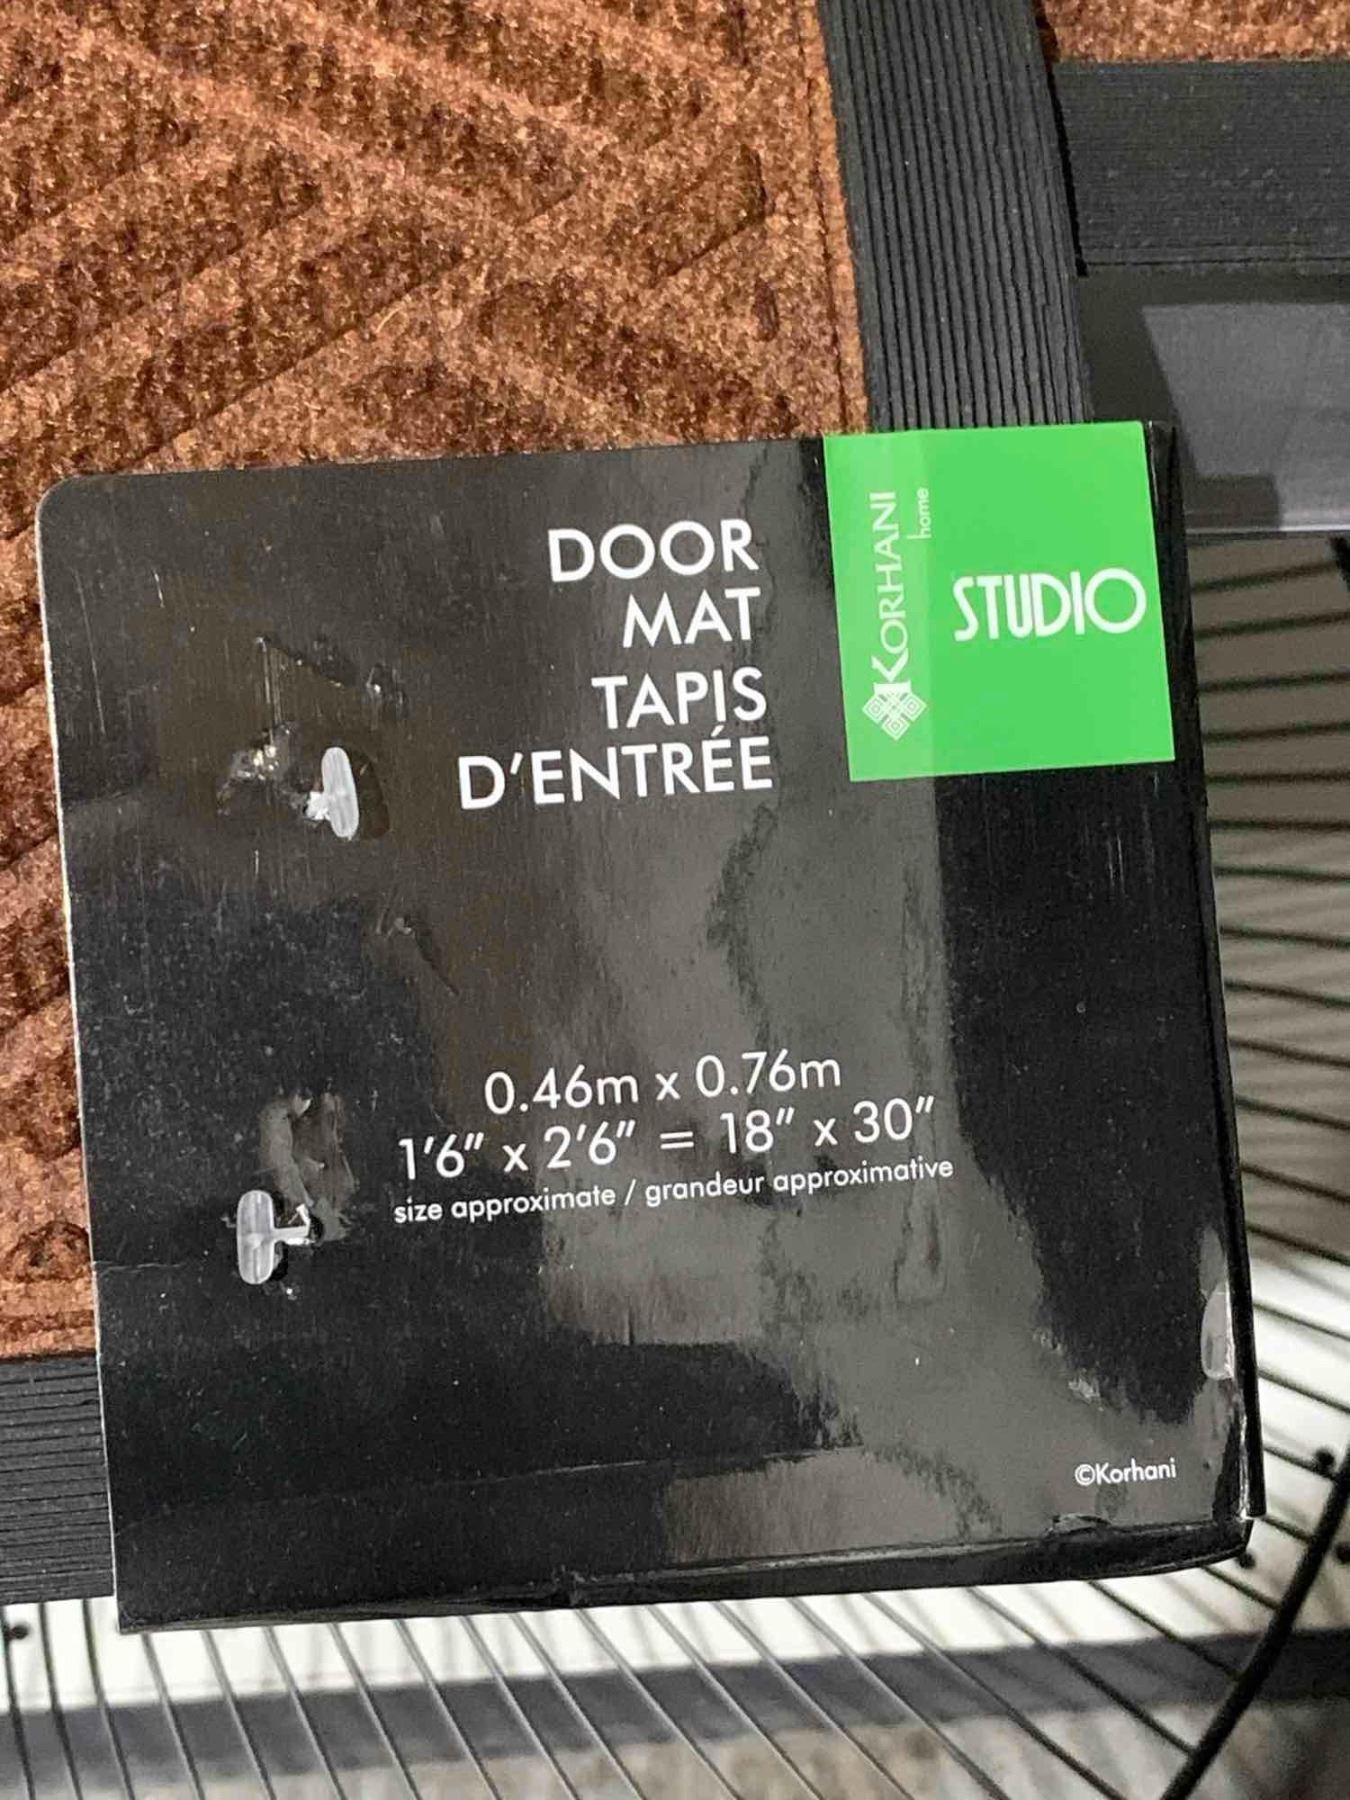 DOOR
MAT
TAPIS
D'ENTRÉE
KORHANI
home
STUDIO
0.46m x 0.76m
1'6" x 2'6" = 18" x 30"
size approximate / grandeur approximative
©Korhani